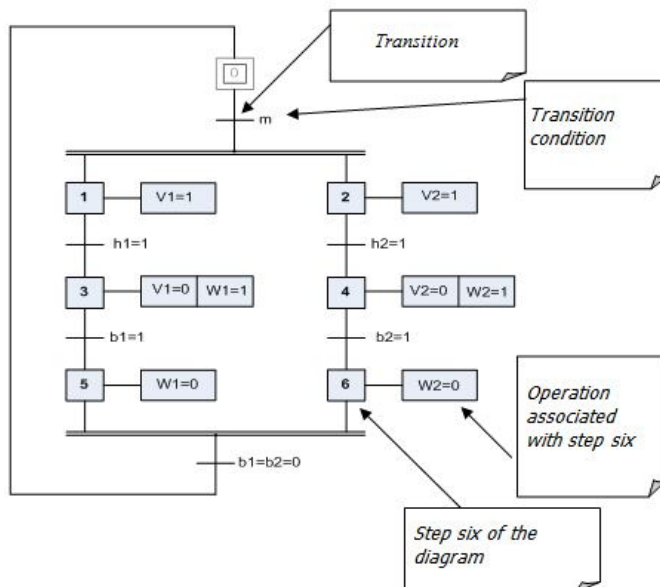 Transition
0
m
Transition
condition
1
V1=1
2
V2=1
h1=1
h2=1
3
V1=0
W1=1
4
V2=0
W2=1
b1=1
b2=1
5
W1=0
6
W2=0
Operation
associated
with step six
b1=b2=0
Step six of the
diagram